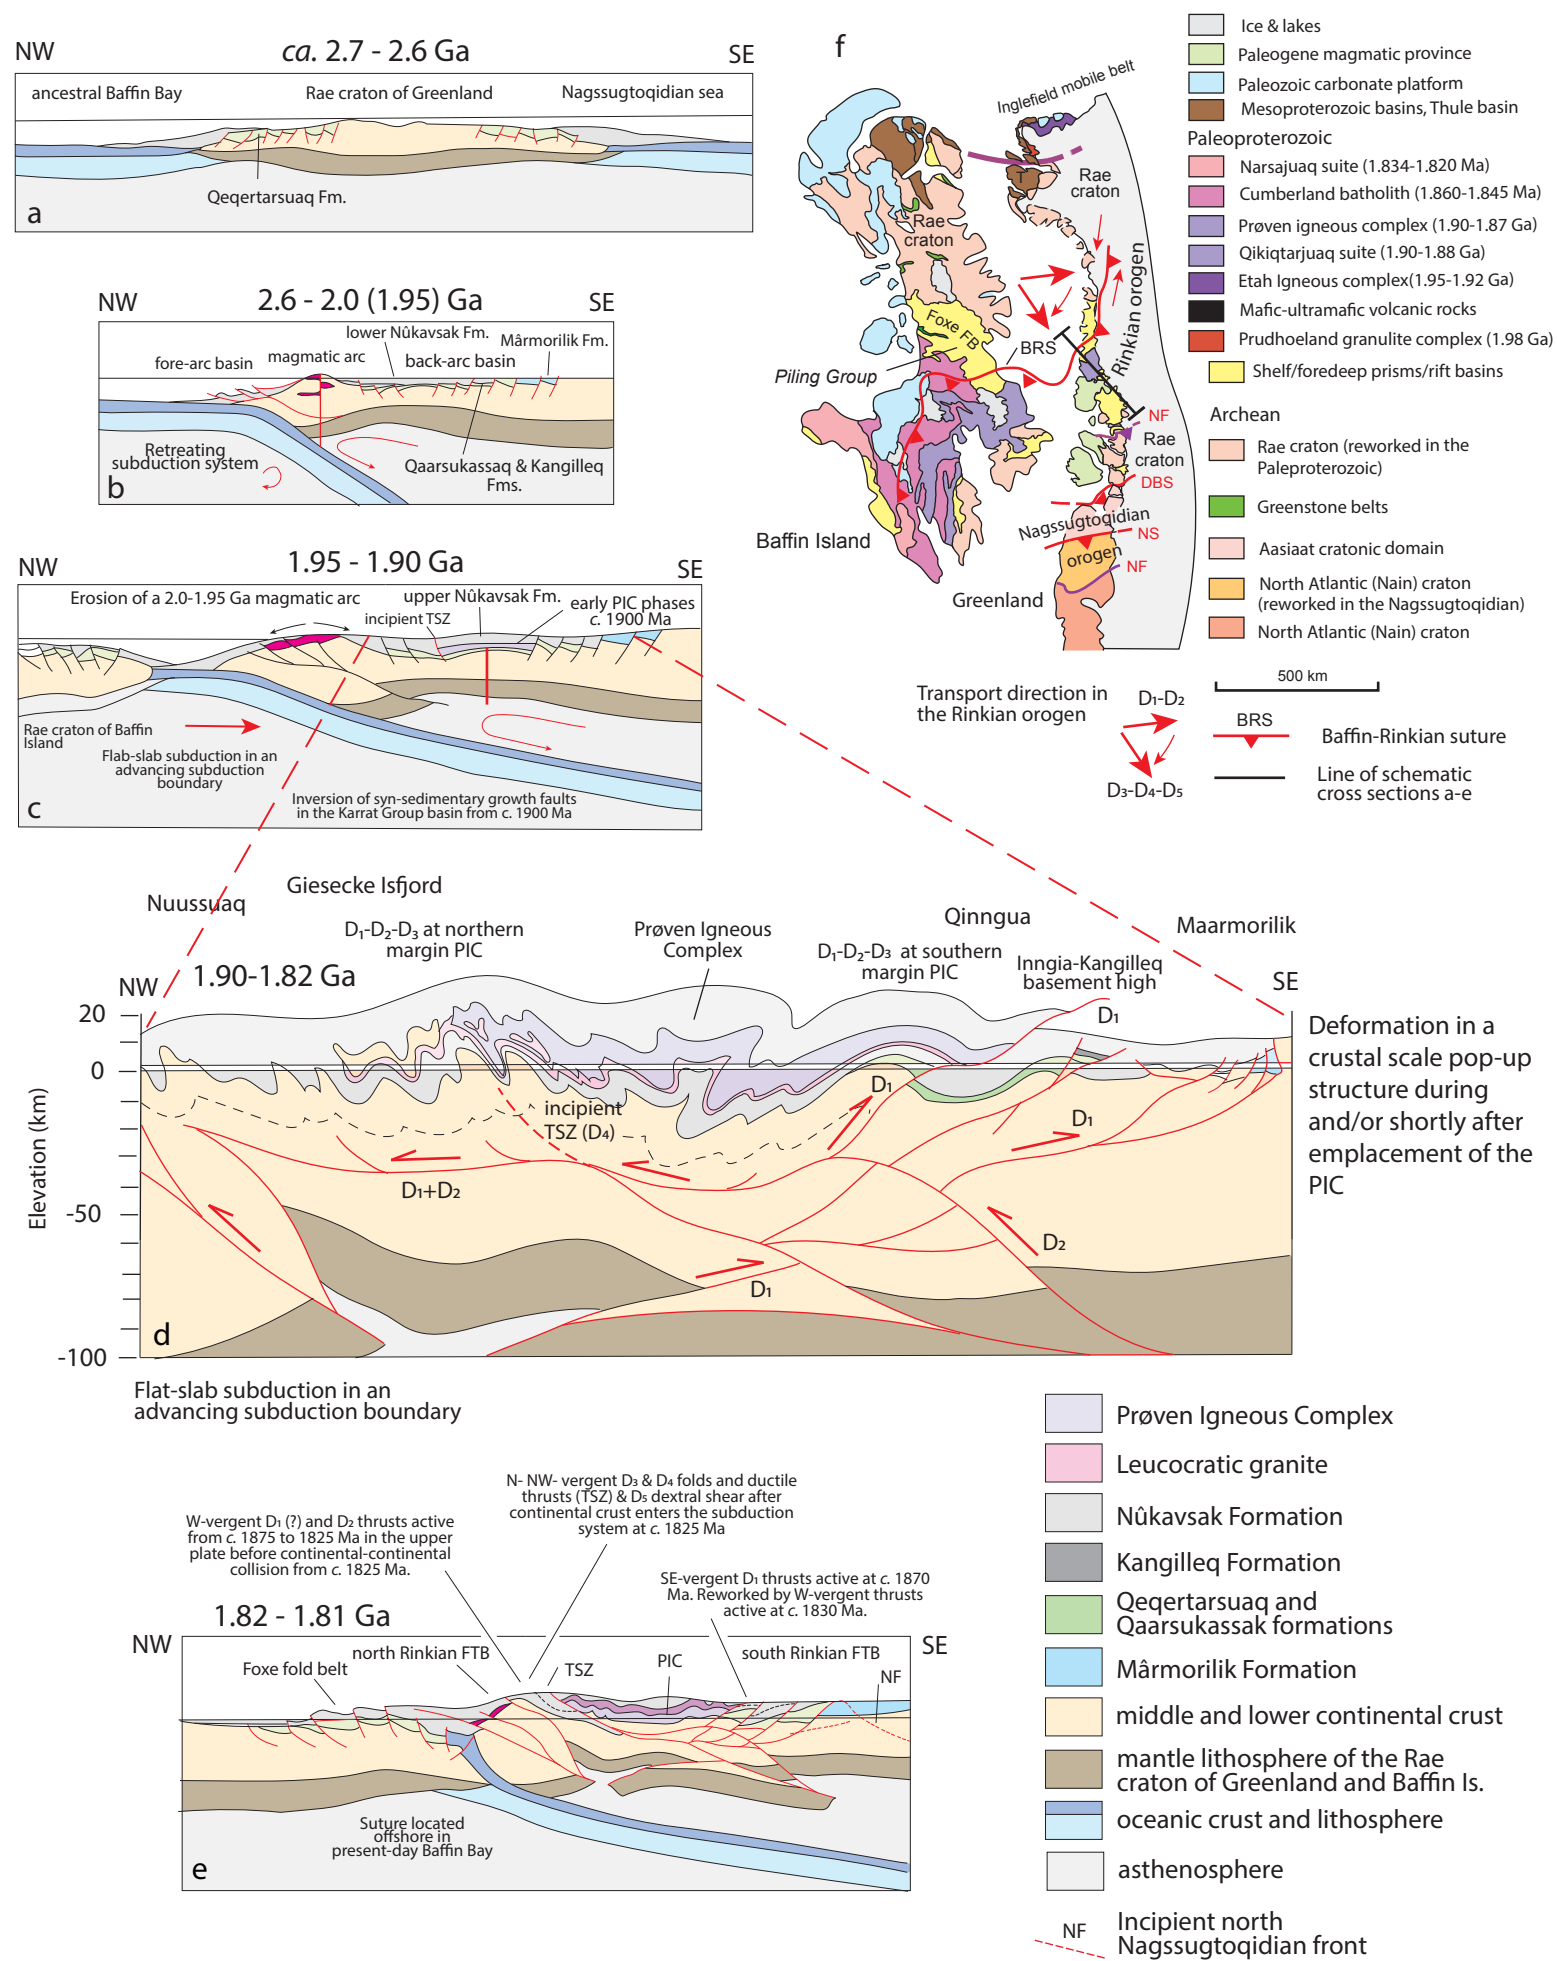 NW
ca. 2.7 - 2.6 Ga
SE
ancestral Baffin Bay
Rae craton of Greenland
Nagssugtoqidian sea
Qeqertarsuaq Fm.
a
NW
2.6 - 2.0 (1.95) Ga
SE
lower Nûkavsak Fm.
Mârmorilik Fm.
fore-arc basin
magmatic arc
back-arc basin
Retreating
subduction system
Qaarsukassaq & Kangilleq
Fms.
b
NW
1.95 - 1.90 Ga
SE
Erosion of a 2.0-1.95 Ga magmatic arc
upper Nûkavsak Fm.
early PIC phases
c. 1900 Ma
incipient TSZ
Rae craton of Baffin
Island
Flab-slab subduction in an
advancing subduction
boundary
Inversion of syn-sedimentary growth faults
in the Karrat Group basin from c. 1900 Ma
c
f
Inglefield mobile belt
Rae
craton
Rae
craton
Rinkian orogen
Foxe FB
BRS
Piling Group
NF
Rae
craton
DBS
Nagssugtoqidian
NS
orogen
NF
Baffin Island
Greenland
Ice & lakes
Paleogene magmatic province
Paleozoic carbonate platform
Mesoproterozoic basins, Thule basin
Paleoproterozoic
Narsajuaq suite (1.834-1.820 Ma)
Cumberland batholith (1.860-1.845 Ma)
Prøven igneous complex (1.90-1.87 Ga)
Qikiqtarjuaq suite (1.90-1.88 Ga)
Etah Igneous complex(1.95-1.92 Ga)
Mafic-ultramafic volcanic rocks
Prudhoeland granulite complex (1.98 Ga)
Shelf/foredeep prisms/rift basins
Archean
Rae craton (reworked in the
Paleproterozoic)
Greenstone belts
Aasiaat cratonic domain
North Atlantic (Nain) craton
(reworked in the Nagssugtoqidian)
North Atlantic (Nain) craton
500 km
Transport direction in
the Rinkian orogen
D₁-D₂
D₃-D₄-D₅
BRS
Baffin-Rinkian suture
Line of schematic
cross sections a-e
Nuussuaq
Giesecke Isfjord
Qinngua
Maarmorilik
D₁-D₂-D₃ at northern
margin PIC
Prøven Igneous
Complex
D₁-D₂-D₃ at southern
margin PIC
Inngia-Kangilleq
basement high
NW
1.90-1.82 Ga
SE
20
0
-50
-100
Elevation (km)
D₁
D₁
D₁
incipient
TSZ (D₄)
D₁+D₂
D₂
D₁
d
Deformation in a
crustal scale pop-up
structure during
and/or shortly after
emplacement of the
PIC
Flat-slab subduction in an
advancing subduction boundary
N- NW- vergent D₃ & D₄ folds and ductile
thrusts (TSZ) & D₅ dextral shear after
continental crust enters the subduction
system at c. 1825 Ma
W-vergent D₁ (?) and D₂ thrusts active
from c. 1875 to 1825 Ma in the upper
plate before continental-continental
collision from c. 1825 Ma.
SE-vergent D₁ thrusts active at c. 1870
Ma. Reworked by W-vergent thrusts
active at c. 1830 Ma.
1.82 - 1.81 Ga
NW
SE
Foxe fold belt
north Rinkian FTB
TSZ
PIC
south Rinkian FTB
NF
Suture located
offshore in
present-day Baffin Bay
e
Prøven Igneous Complex
Leucocratic granite
Nûkavsak Formation
Kangilleq Formation
Qeqertarsuaq and
Qaarsukassak formations
Mârmorilik Formation
middle and lower continental crust
mantle lithosphere of the Rae
craton of Greenland and Baffin Is.
oceanic crust and lithosphere
asthenosphere
NF
Incipient north
Nagssugtoqidian front